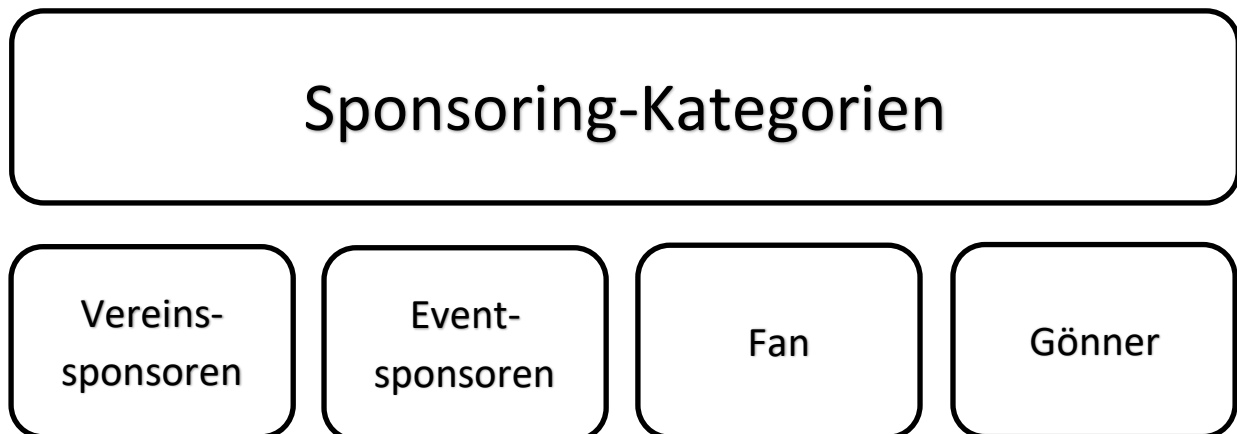 Sponsoring-Kategorien
Vereins-
sponsoren
Event-
sponsoren
Fan
Gönner